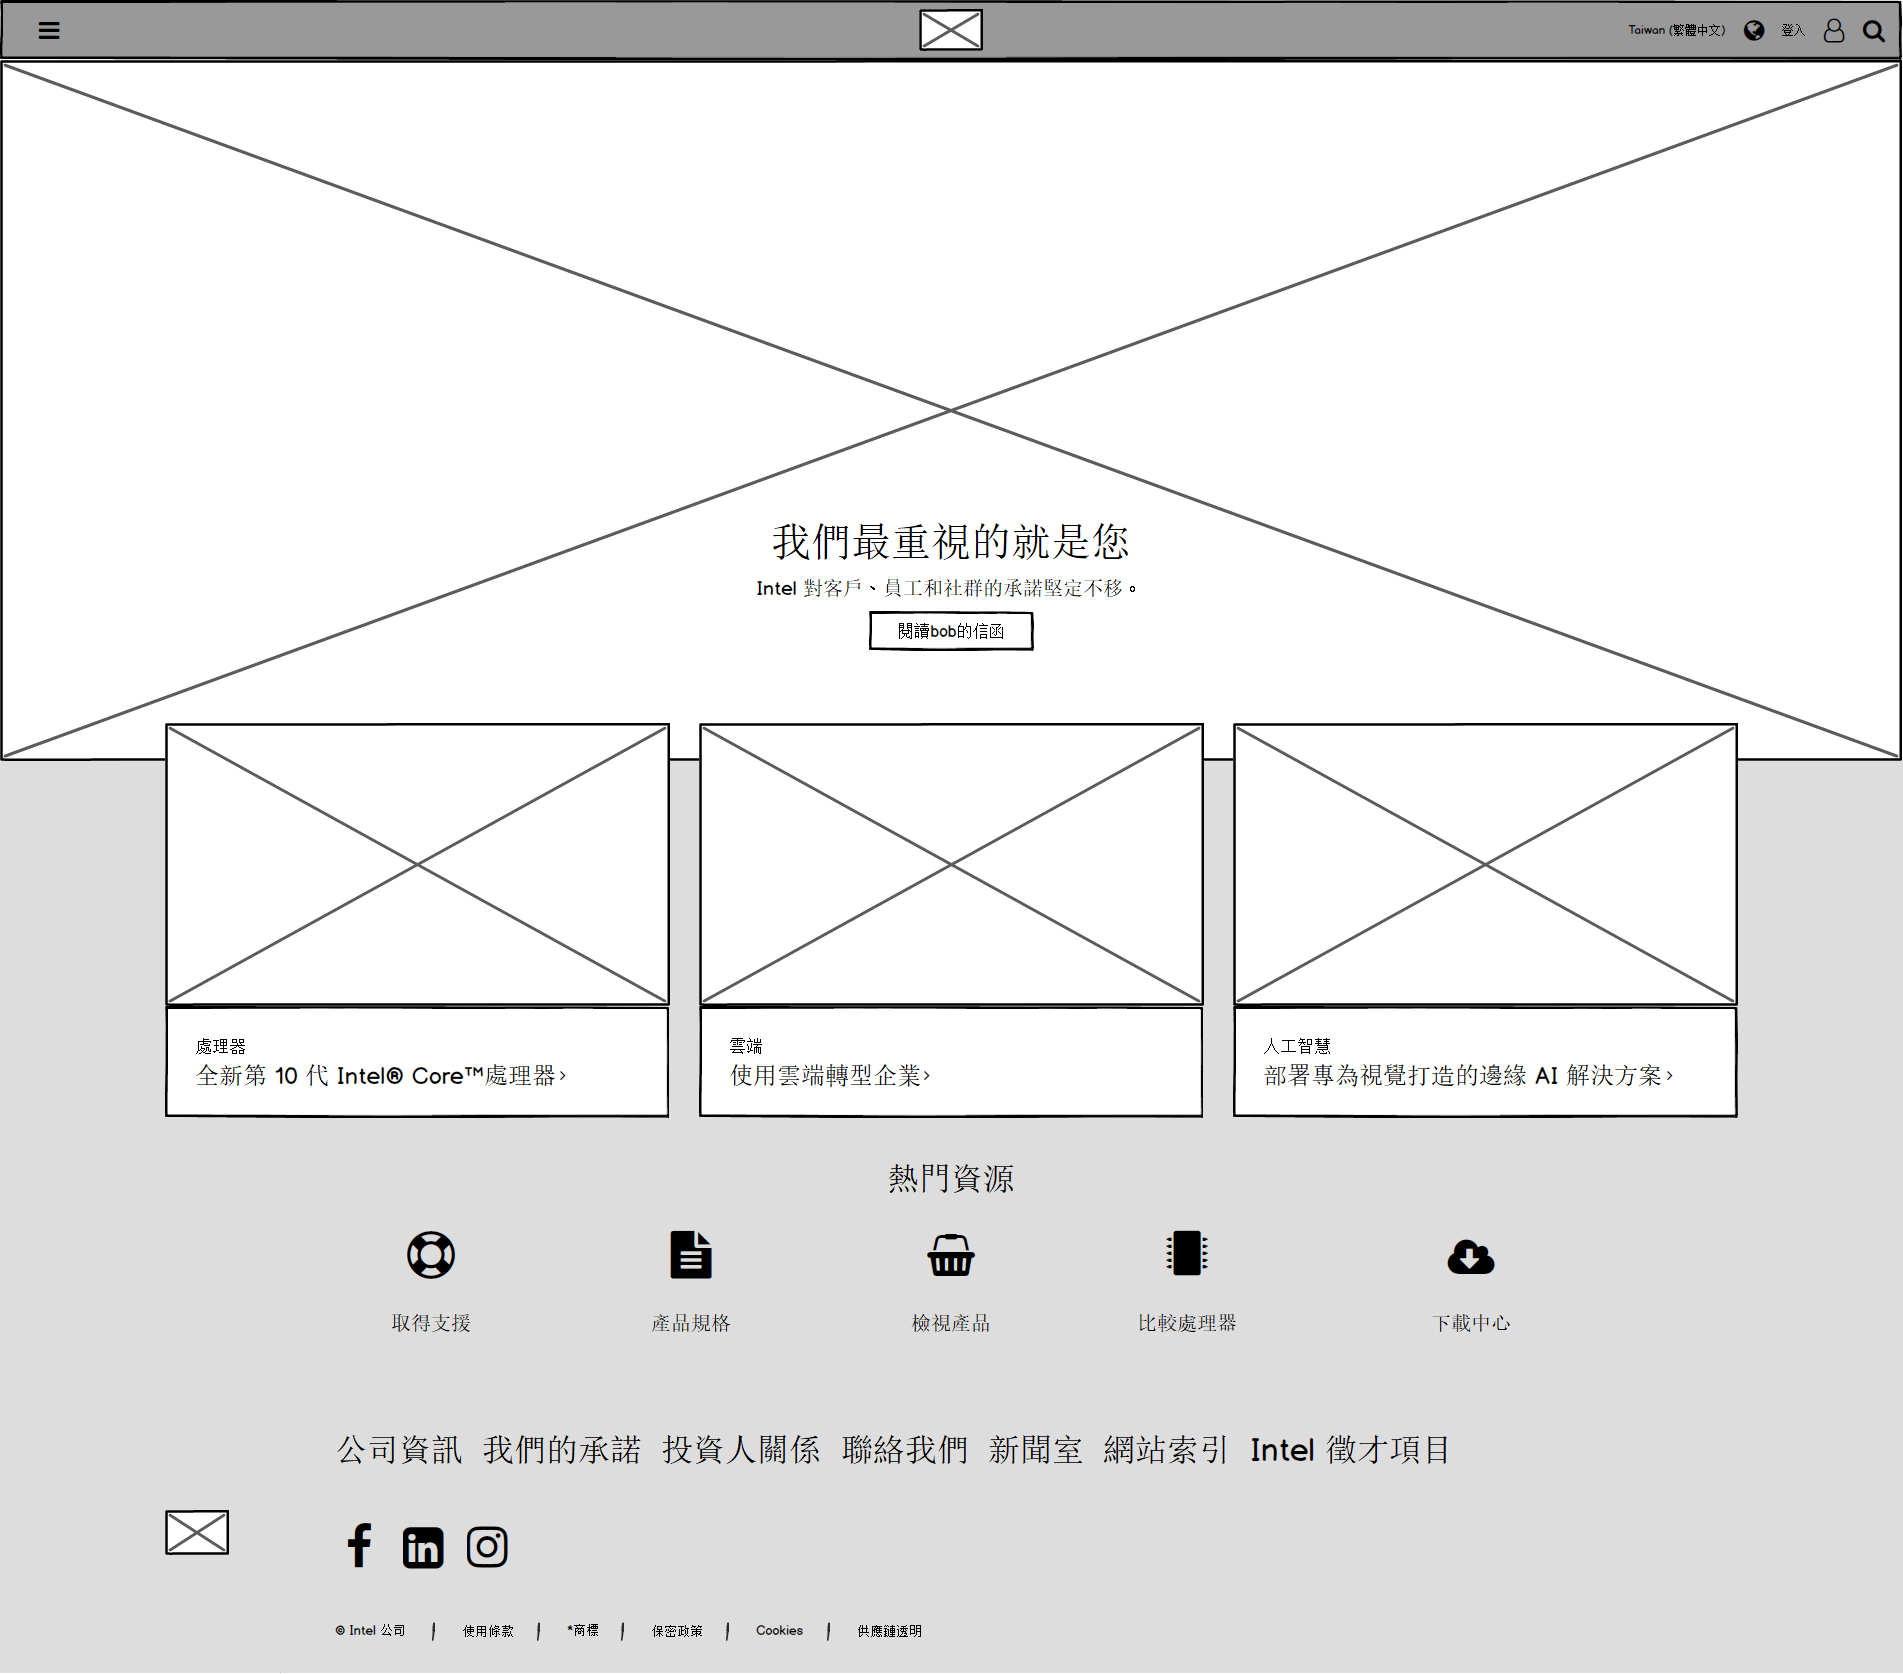 Taiwan (繁體中文) 登入
我們最重視的就是您
Intel 對客戶、員工和社群的承諾堅定不移。
閱讀bob的信函
處理器
全新第 10 代 Intel® Core™處理器>
雲端
使用雲端轉型企業>
人工智慧
部署專為視覺打造的邊緣 AI 解決方案>
熱門資源
取得支援
產品規格
檢視產品
比較處理器
下載中心
公司資訊 我們的承諾 投資人關係 聯絡我們 新聞室 網站索引 Intel 徵才項目
© Intel 公司 | 使用條款 | *商標 | 保密政策 | Cookies | 供應鏈透明